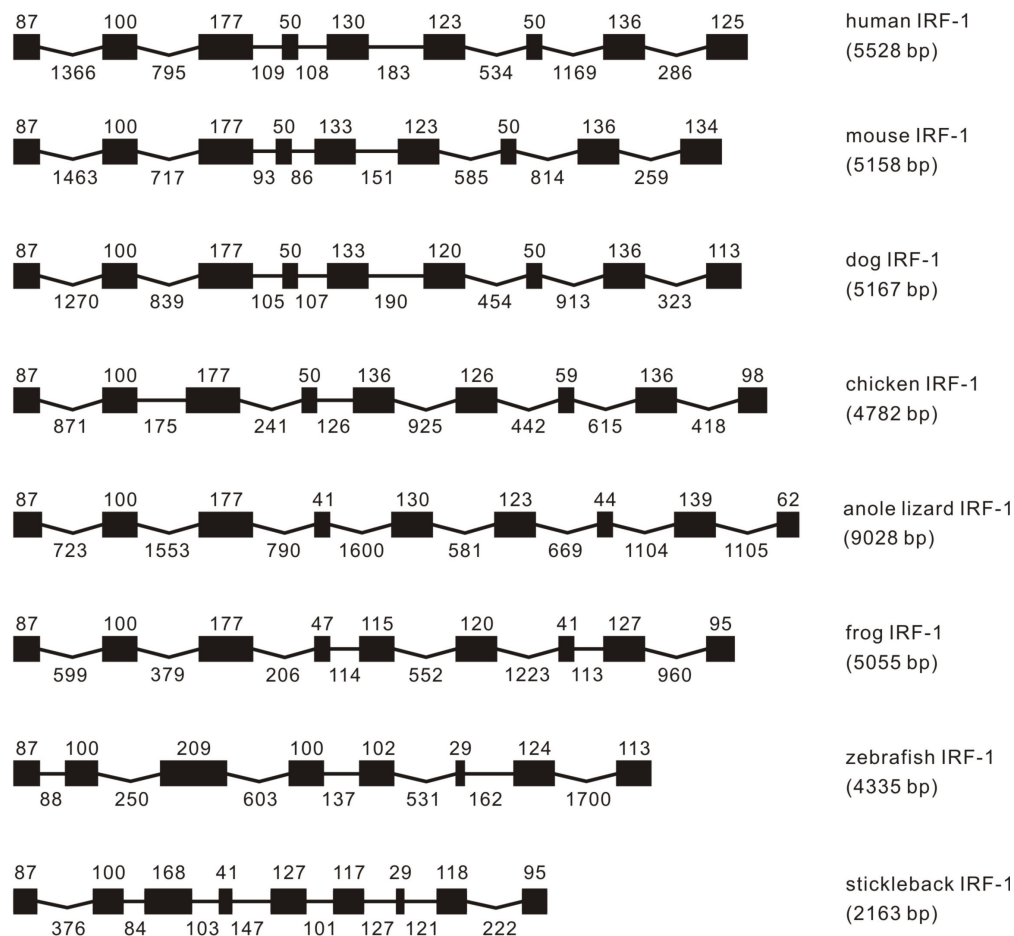 87 100 177 50 130 123 50 136 125
human IRF-1
1366 795 109 108 183 534 1169 286
(5528 bp)
87 100 177 50 133 123 50 136 134
mouse IRF-1
1463 717 93 86 151 585 814 259
(5158 bp)
87 100 177 50 133 120 50 136 113
dog IRF-1
1270 839 105 107 190 454 913 323
(5167 bp)
87 100 177 50 136 126 59 136 98
chicken IRF-1
871 175 241 126 925 442 615 418
(4782 bp)
87 100 177 41 130 123 44 139 62
anole lizard IRF-1
723 1553 790 1600 581 669 1104 1105
(9028 bp)
87 100 177 47 115 120 41 127 95
frog IRF-1
599 379 206 114 552 1223 113 960
(5055 bp)
87 100 209 100 102 29 124 113
zebrafish IRF-1
88 250 603 137 531 162 1700
(4335 bp)
87 100 168 41 127 117 29 118 95
stickleback IRF-1
376 84 103 147 101 127 121 222
(2163 bp)